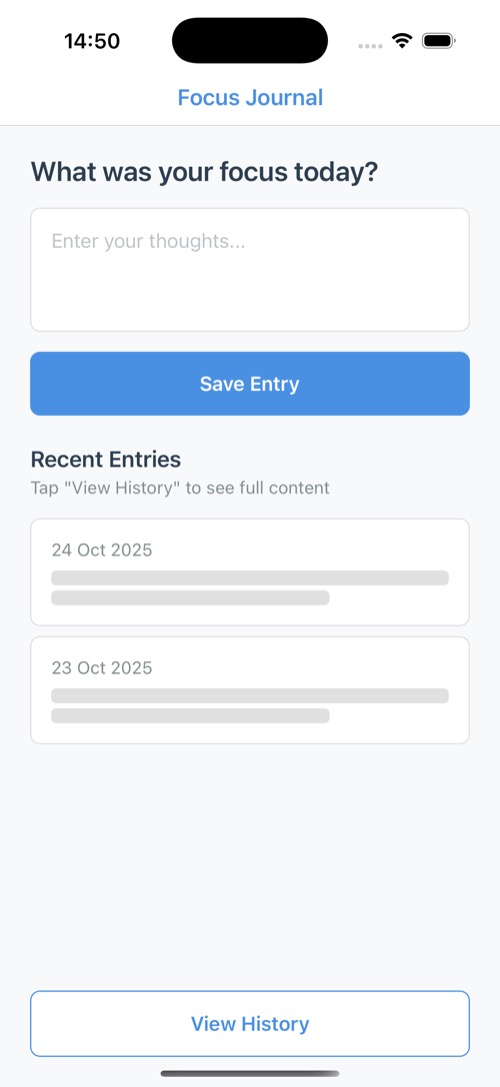 14:50
Focus Journal
What was your focus today?
Enter your thoughts...
Save Entry
Recent Entries
Tap "View History" to see full content
24 Oct 2025
23 Oct 2025
View History